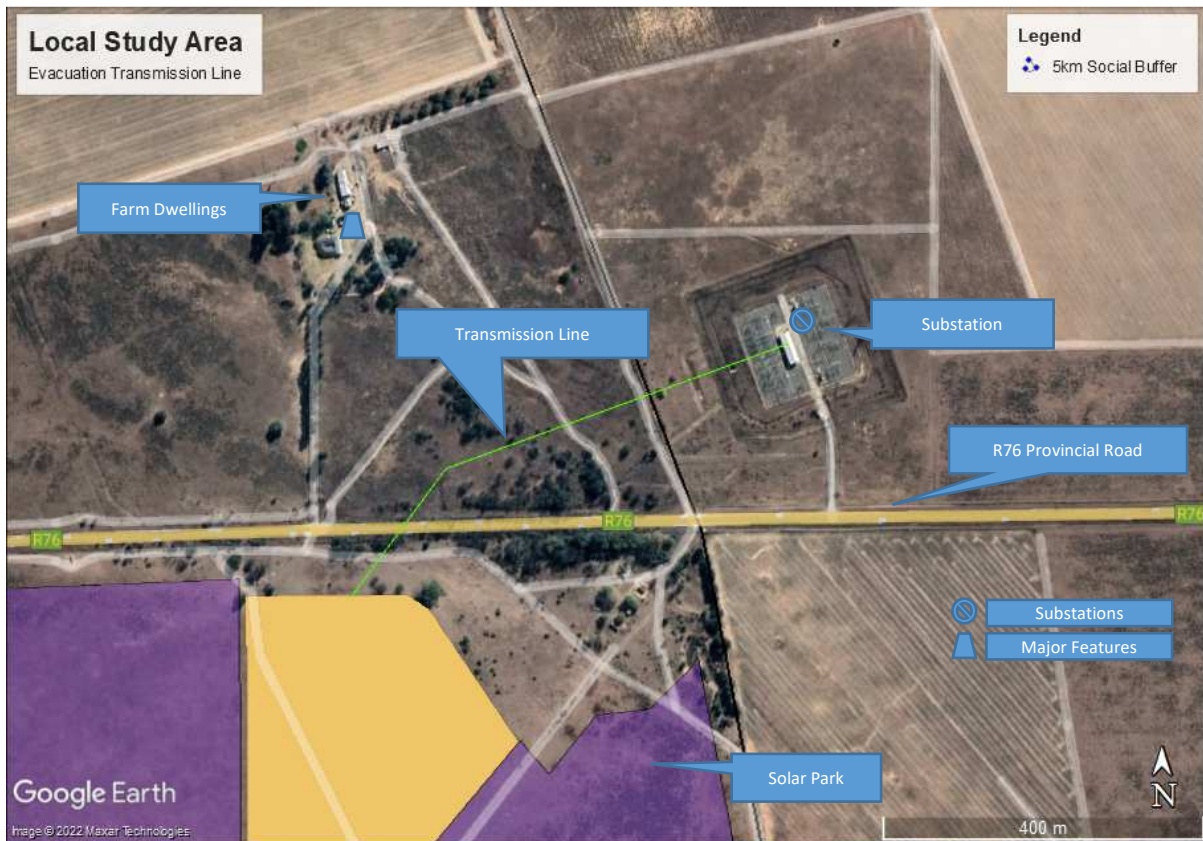 Local Study Area
Evacuation Transmission Line
Legend
5km Social Buffer
Farm Dwellings
Transmission Line
Substation
R76 Provincial Road
R76
R76
R76
Substations
Major Features
Solar Park
Google Earth
Image © 2022 Maxar Technologies
N
400 m